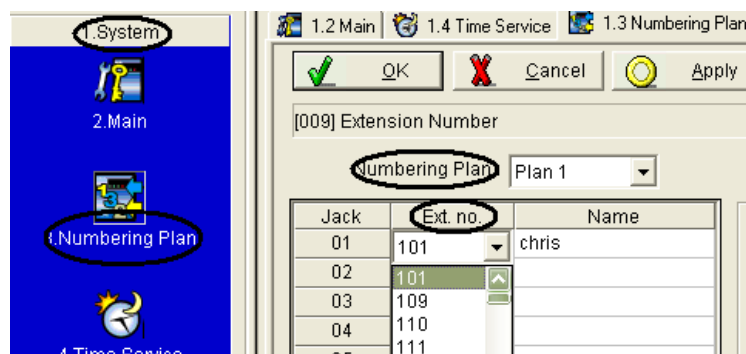 1.System
2.Main
3.Numbering Plan
4.Time Service
1.2 Main 1.4 Time Service 1.3 Numbering Plan
OK Cancel Apply
[009] Extension Number
Numbering Plan Plan 1
Jack Ext. no. Name
01 101 chris
02 101
03 109
04 110
111